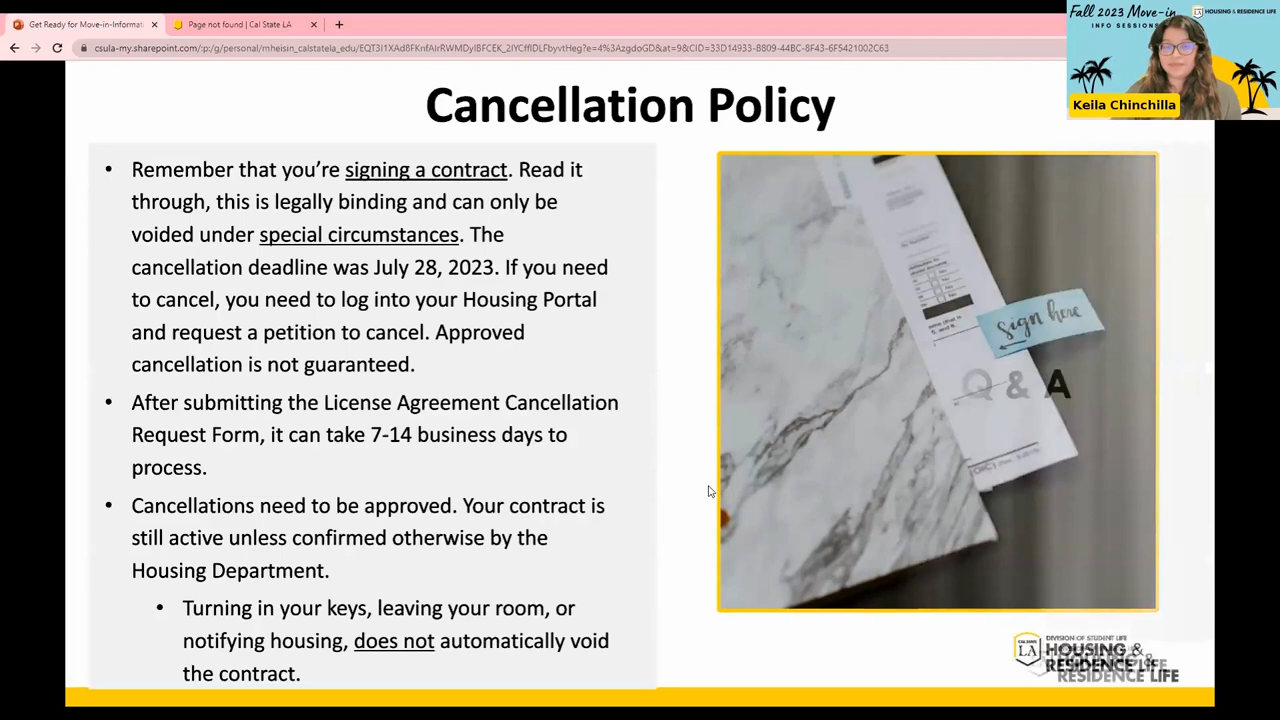 Get Ready for Move-in-Informat
Page not found | Cal State LA
csula-my.sharepoint.com/:p:/g/personal/mheisin_calstatela_edu/EQT3I1XAd8FKnfAIrRWMDyIBFCEK_2IYCffIDLFbyvtHeg?e=4%3AzgdoGD&at=9&CID=33D14933-B809-44BC-8F43-6F5421002C63
Fall 2023 Move-in
INFO SESSIONS
LA HOUSING & RESIDENCE LIFE
Keila Chinchilla
Cancellation Policy
• Remember that you’re signing a contract. Read it
through, this is legally binding and can only be
voided under special circumstances. The
cancellation deadline was July 28, 2023. If you need
to cancel, you need to log into your Housing Portal
and request a petition to cancel. Approved
cancellation is not guaranteed.
• After submitting the License Agreement Cancellation
Request Form, it can take 7-14 business days to
process.
• Cancellations need to be approved. Your contract is
still active unless confirmed otherwise by the
Housing Department.
• Turning in your keys, leaving your room, or
notifying housing, does not automatically void
the contract.
sign here
Q & A
CAL STATE
LA
DIVISION OF STUDENT LIFE
HOUSING &
RESIDENCE LIFE
RESIDENCE LIFE